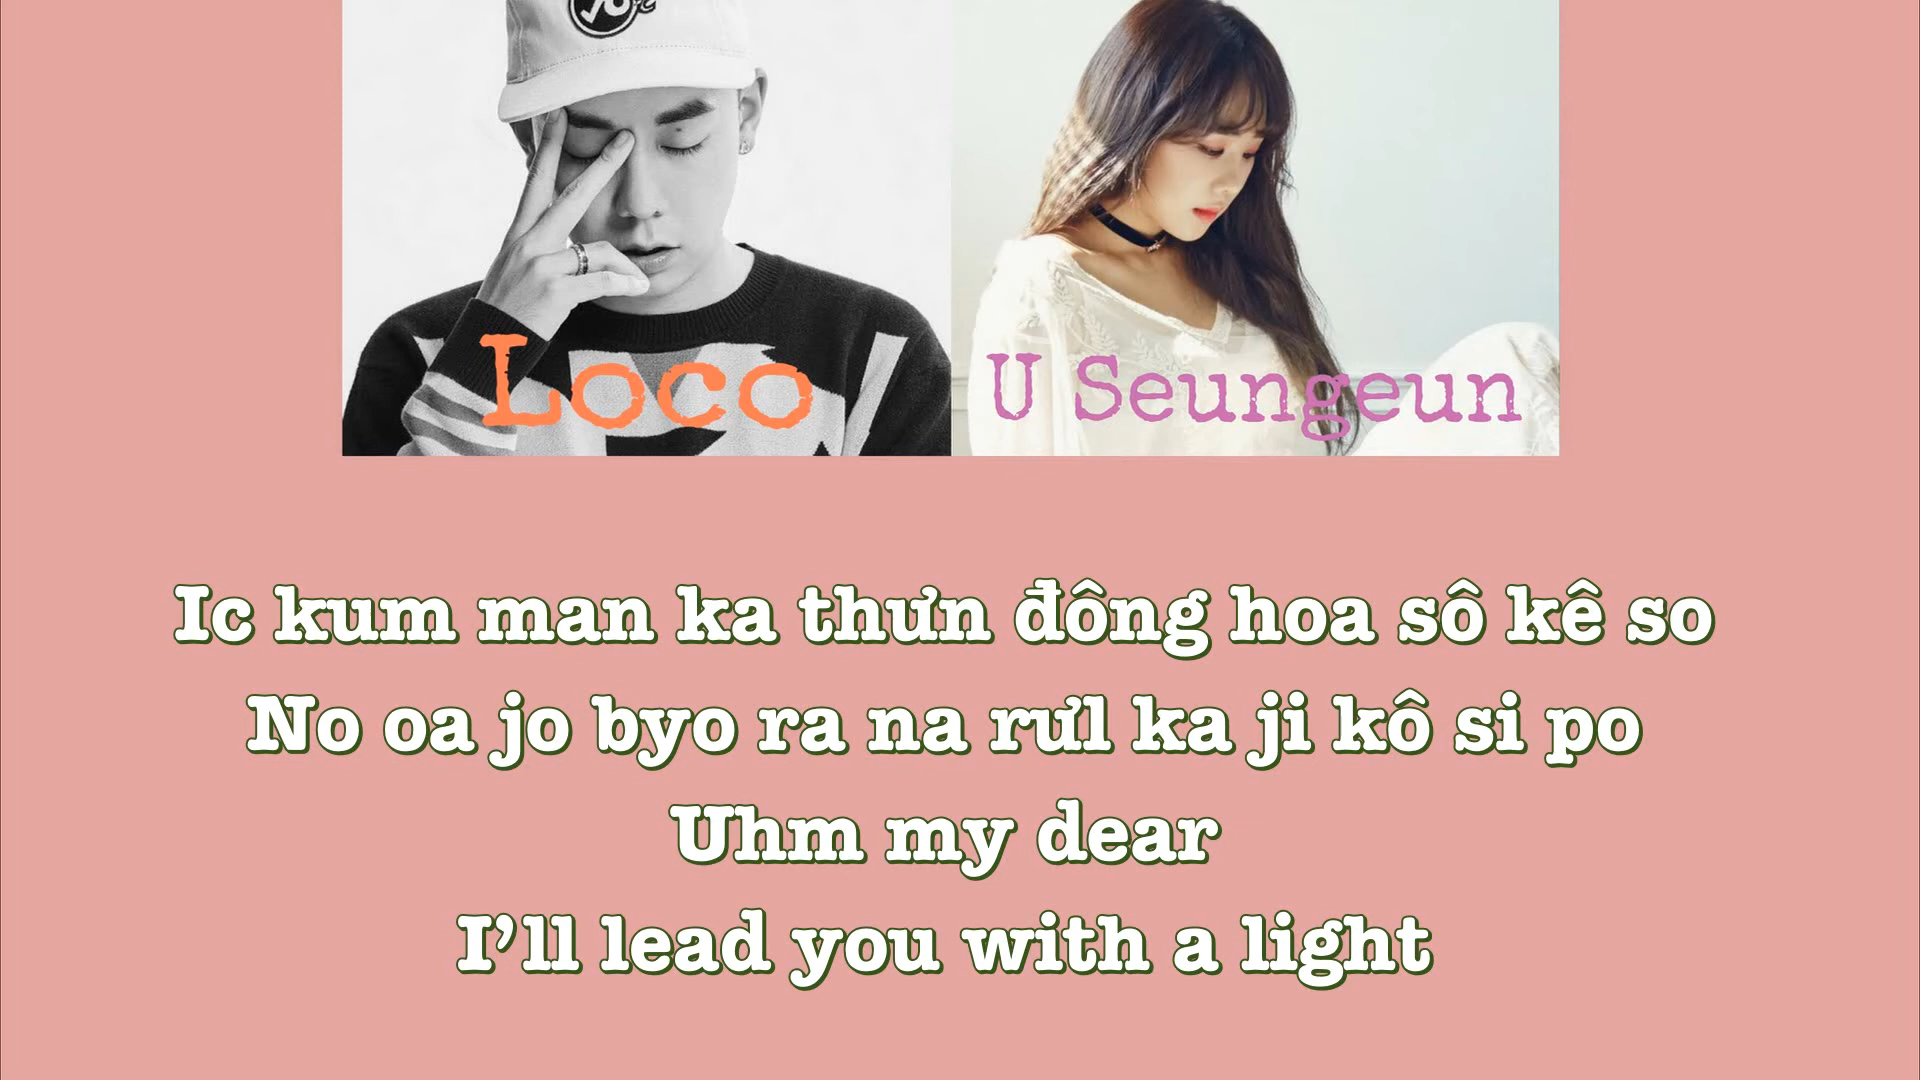 Loco
U Seungeun
Ic kum man ka thưn đông hoa sô kê so
No oa jo byo ra na rưl ka ji kô si po
Uhm my dear
I'll lead you with a light